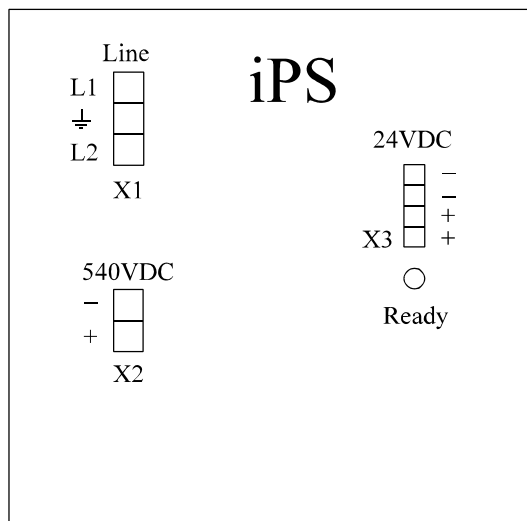 Line
iPS
L1
⏚
L2
X1
24VDC
−
−
+
X3 +
Ready
540VDC
−
+
X2